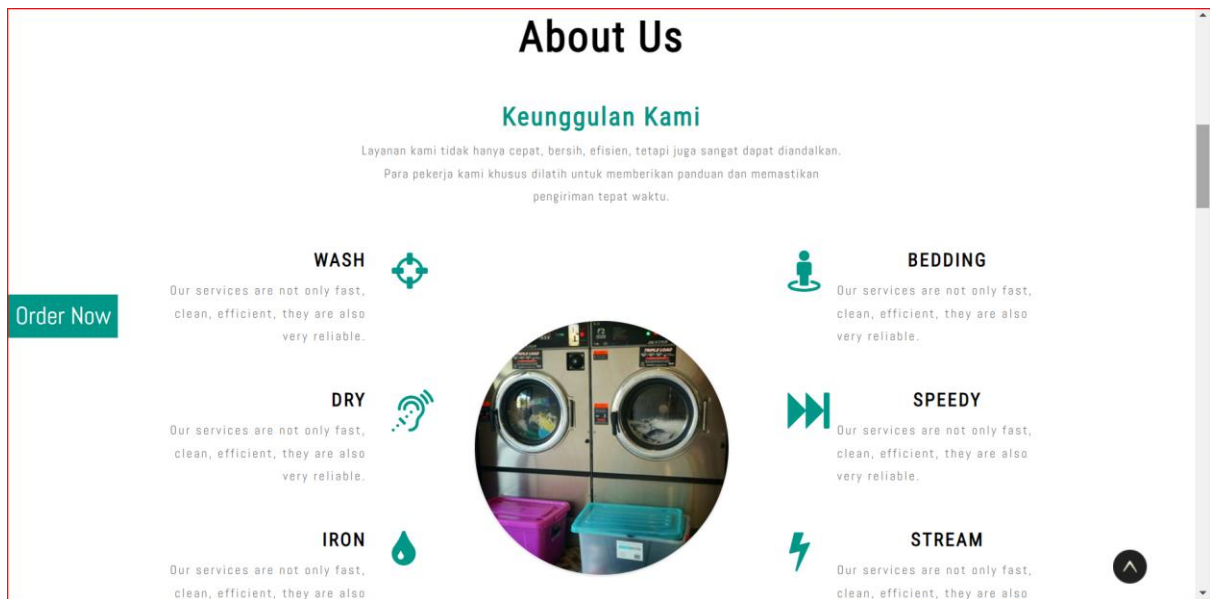 About Us
Keunggulan Kami
Layanan kami tidak hanya cepat, bersih, efisien, tetapi juga sangat dapat diandalkan.
Para pekerja kami khusus dilatih untuk memberikan panduan dan memastikan
pengiriman tepat waktu.
WASH
Our services are not only fast,
clean, efficient, they are also
very reliable.
BEDDING
Our services are not only fast,
clean, efficient, they are also
very reliable.
Order Now
DRY
Our services are not only fast,
clean, efficient, they are also
very reliable.
SPEEDY
Our services are not only fast,
clean, efficient, they are also
very reliable.
IRON
Our services are not only fast,
clean, efficient, they are also
STREAM
Our services are not only fast,
clean, efficient, they are also